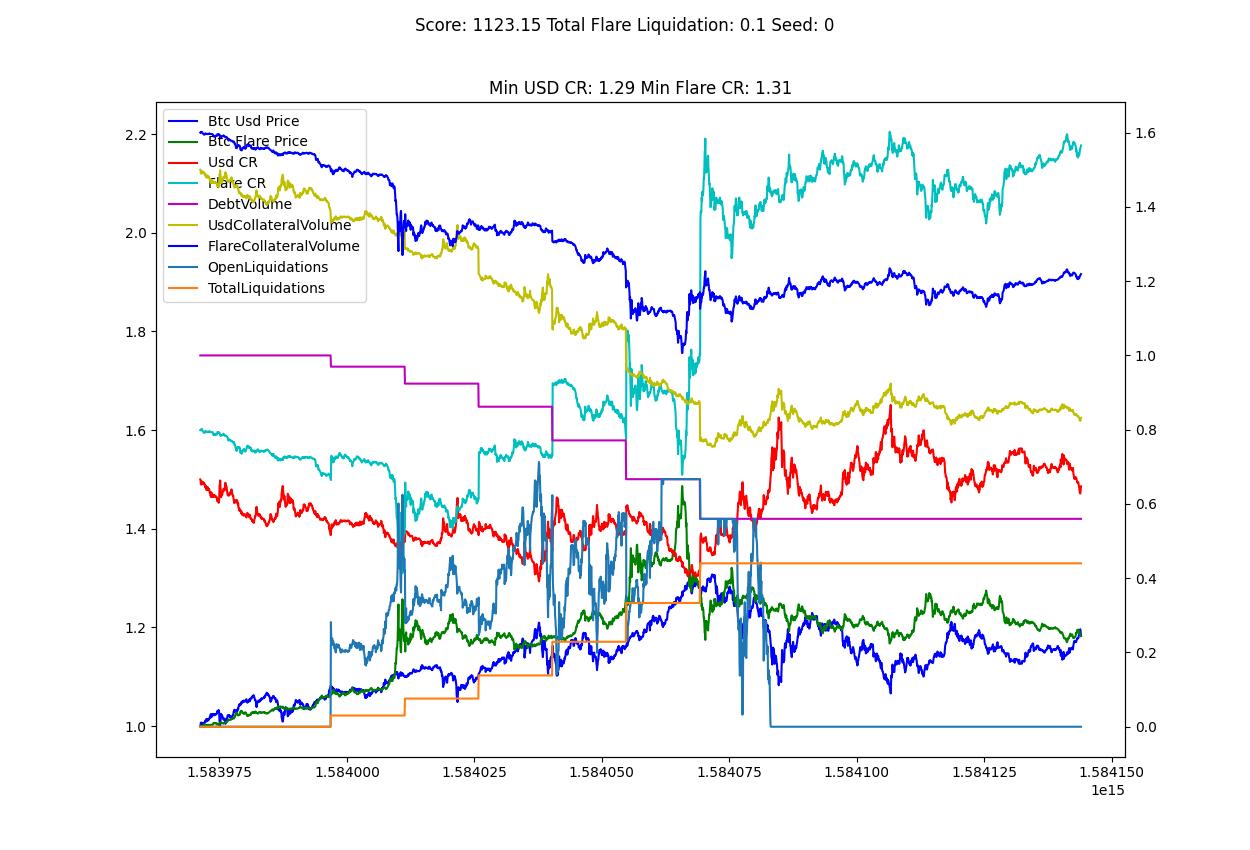 Score: 1123.15 Total Flare Liquidation: 0.1 Seed: 0
Min USD CR: 1.29 Min Flare CR: 1.31
Btc Usd Price
Btc Flare Price
Usd CR
Flare CR
DebtVolume
UsdCollateralVolume
FlareCollateralVolume
OpenLiquidations
TotalLiquidations
2.2
2.0
1.8
1.6
1.4
1.2
1.0
1.6
1.4
1.2
1.0
0.8
0.6
0.4
0.2
0.0
1.583975 1.584000 1.584025 1.584050 1.584075 1.584100 1.584125 1.584150
1e15